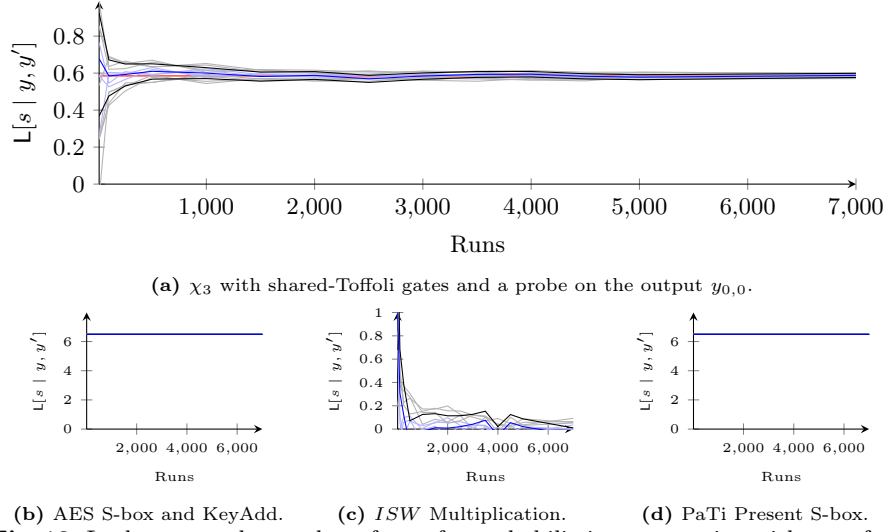 0.8
0.6
0.4
0.2
0
L[s | y, y′]
1,000 2,000 3,000 4,000 5,000 6,000 7,000
Runs
(a) χ3 with shared-Toffoli gates and a probe on the output y0,0.
6
4
2
0
L[s | y, y′]
2,000 4,000 6,000
Runs
1
0.8
0.6
0.4
0.2
0
L[s | y, y′]
2,000 4,000 6,000
Runs
6
4
2
0
L[s | y, y′]
2,000 4,000 6,000
Runs
(b) AES S-box and KeyAdd. (c) ISW Multiplication. (d) PaTi Present S-box.